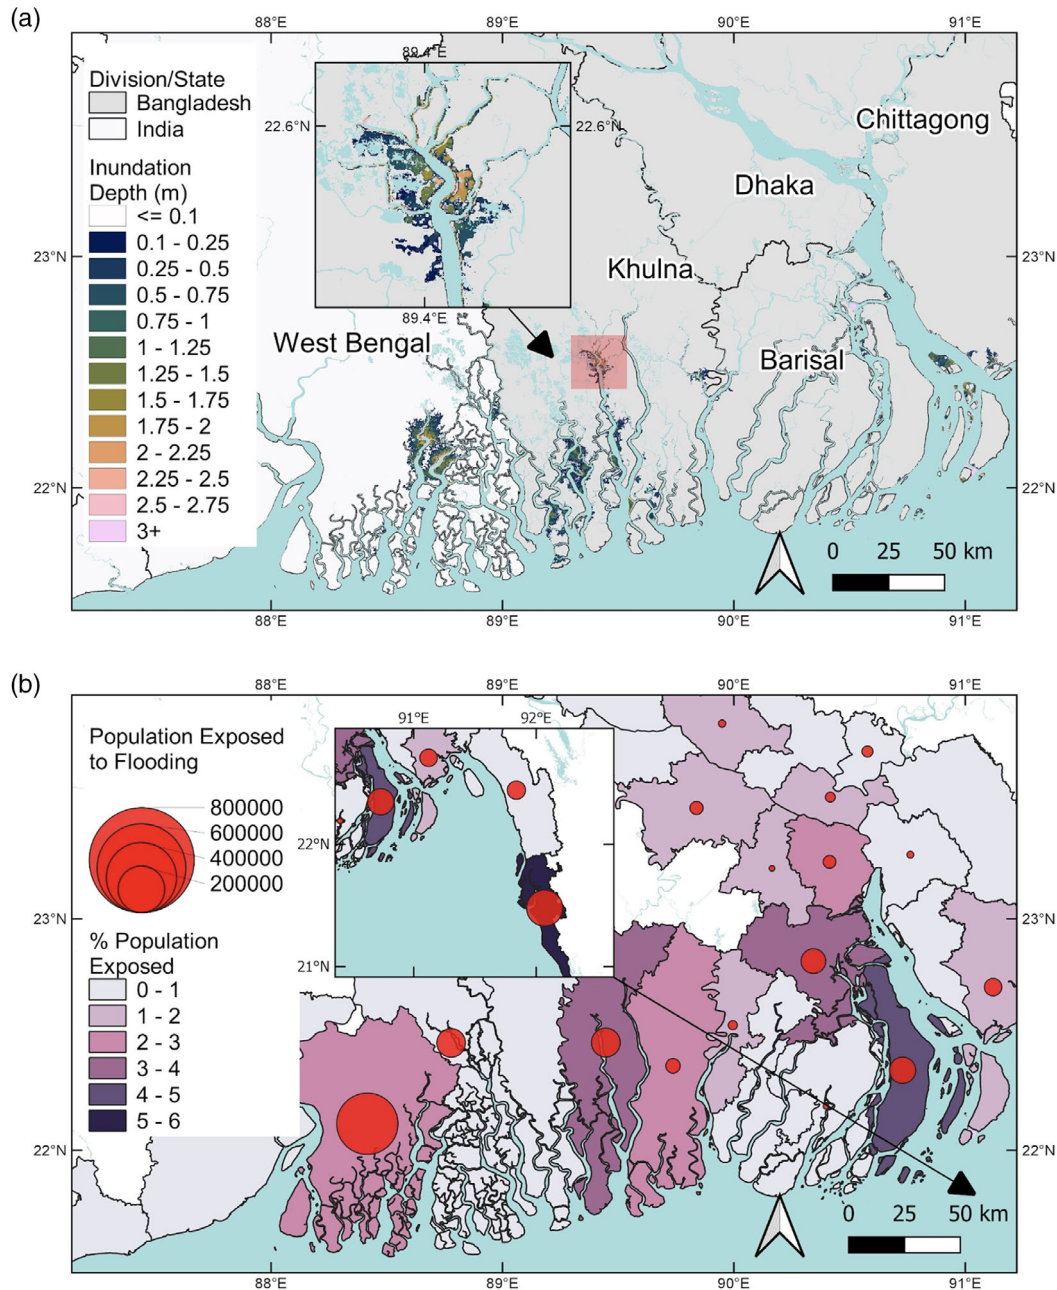 (a)
88°E
89°E
90°E
91°E
Division/State
Bangladesh
India
Inundation
Depth (m)
<= 0.1
0.1 - 0.25
0.25 - 0.5
0.5 - 0.75
0.75 - 1
1 - 1.25
1.25 - 1.5
1.5 - 1.75
1.75 - 2
2 - 2.25
2.25 - 2.5
2.5 - 2.75
3+
89.4°E
22.6°N
22.6°N
89.4°E
Chittagong
Dhaka
Khulna
West Bengal
Barisal
23°N
23°N
22°N
22°N
0 25 50 km
88°E
89°E
90°E
91°E
(b)
88°E
89°E
90°E
91°E
Population Exposed
to Flooding
800000
600000
400000
200000
% Population
Exposed
0 - 1
1 - 2
2 - 3
3 - 4
4 - 5
5 - 6
91°E
92°E
22°N
21°N
23°N
23°N
22°N
22°N
0 25 50 km
88°E
89°E
90°E
91°E